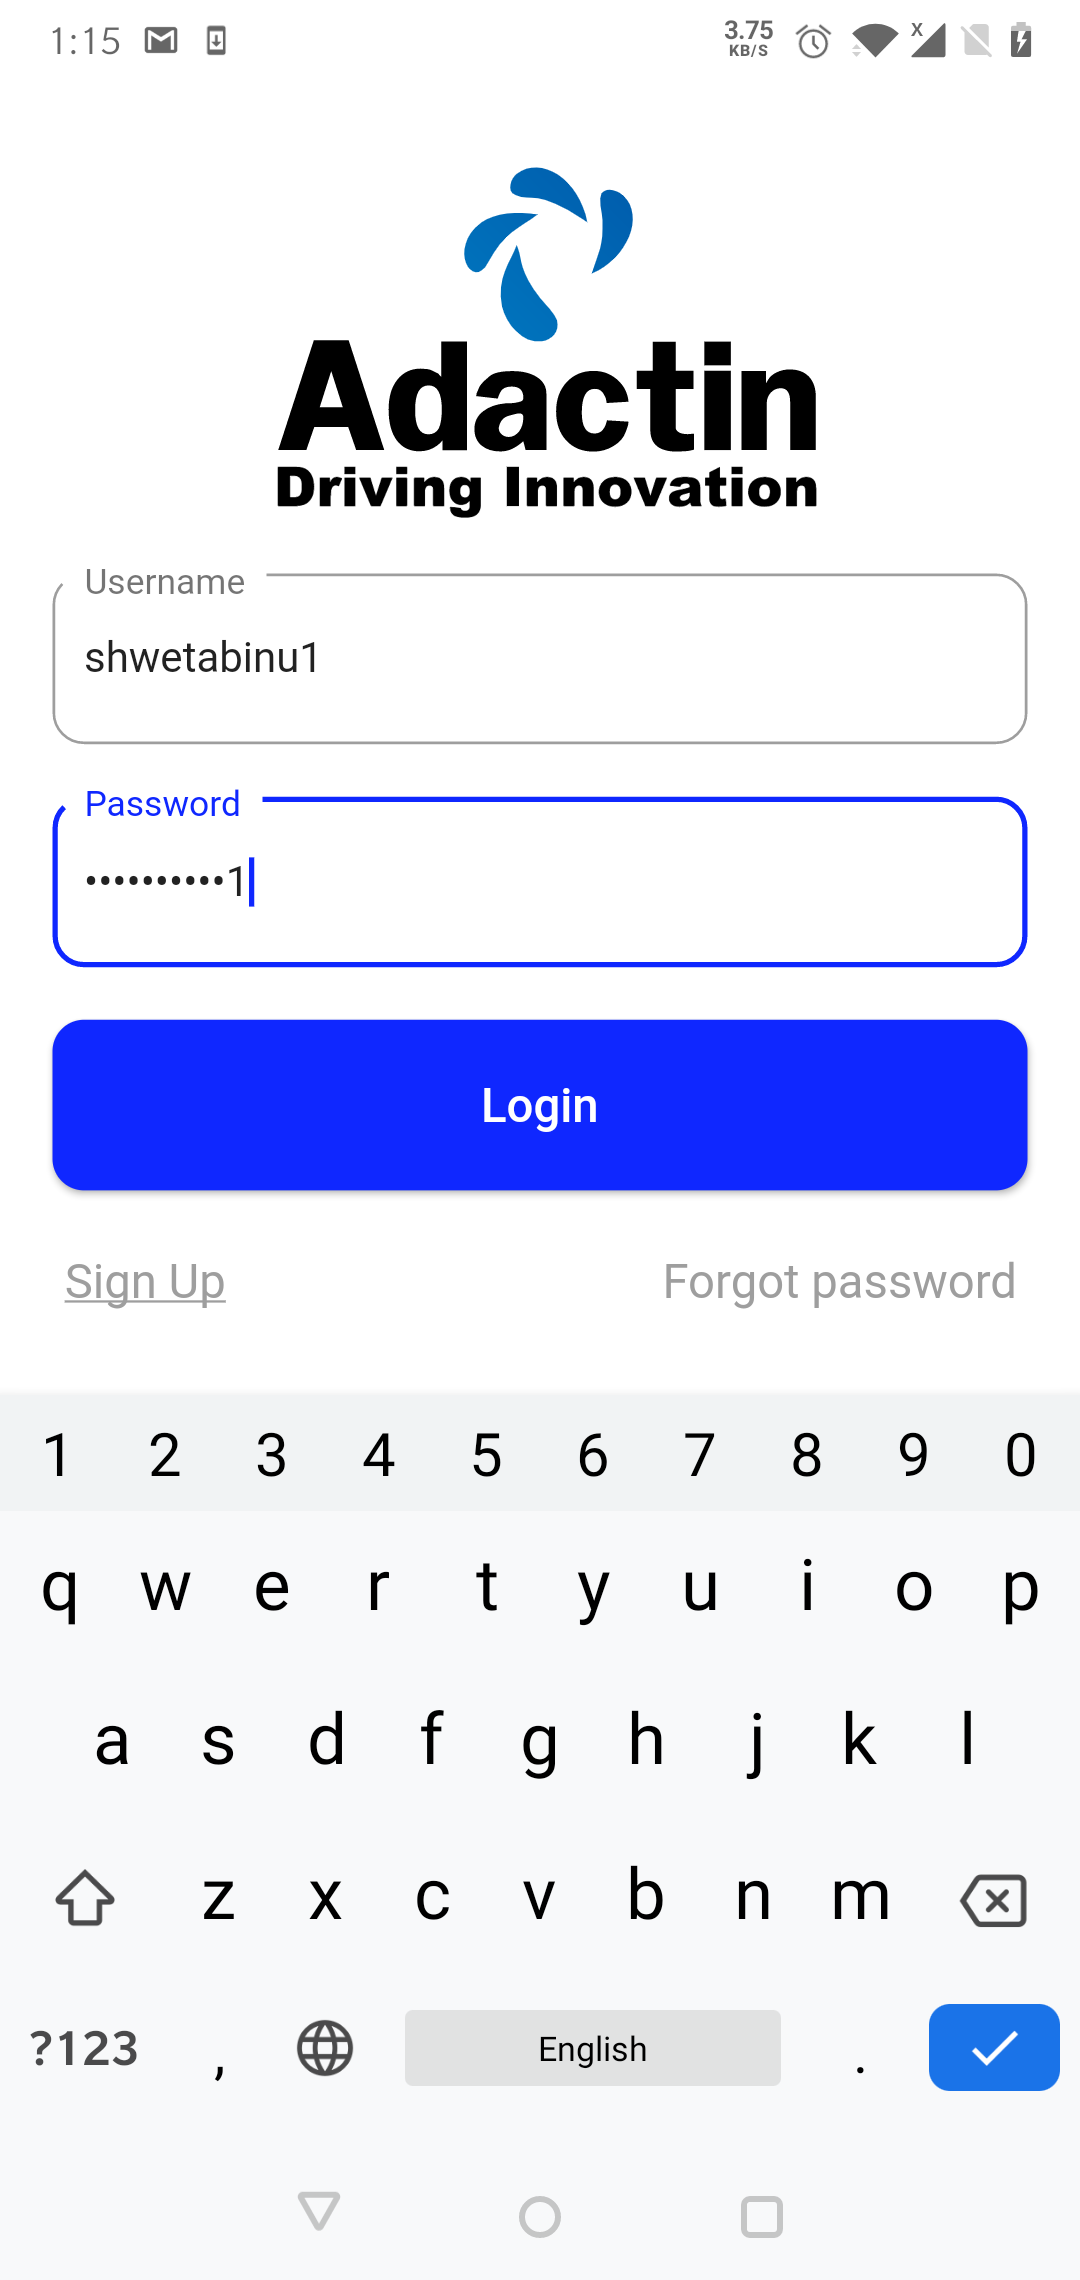 1:15 3.75 KB/S X
Adactin
Driving Innovation
Username
shwetabinu1
Password
••••••••••1
Login
Sign Up Forgot password
1 2 3 4 5 6 7 8 9 0
q w e r t y u i o p
a s d f g h j k l
z x c v b n m
?123 , English .